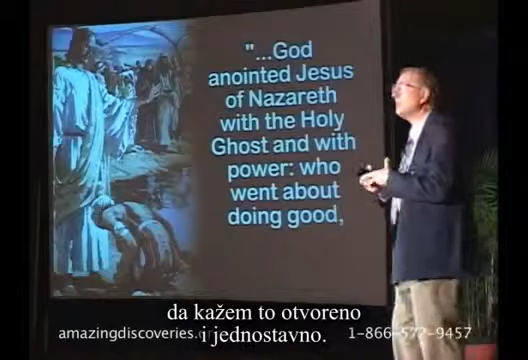 "...God
anointed Jesus
of Nazareth
with the Holy
Ghost and with
power: who
went about
doing good,
da kažem to otvoreno
i jednostavno.
amazingdiscoveries. 1-866-572-9457